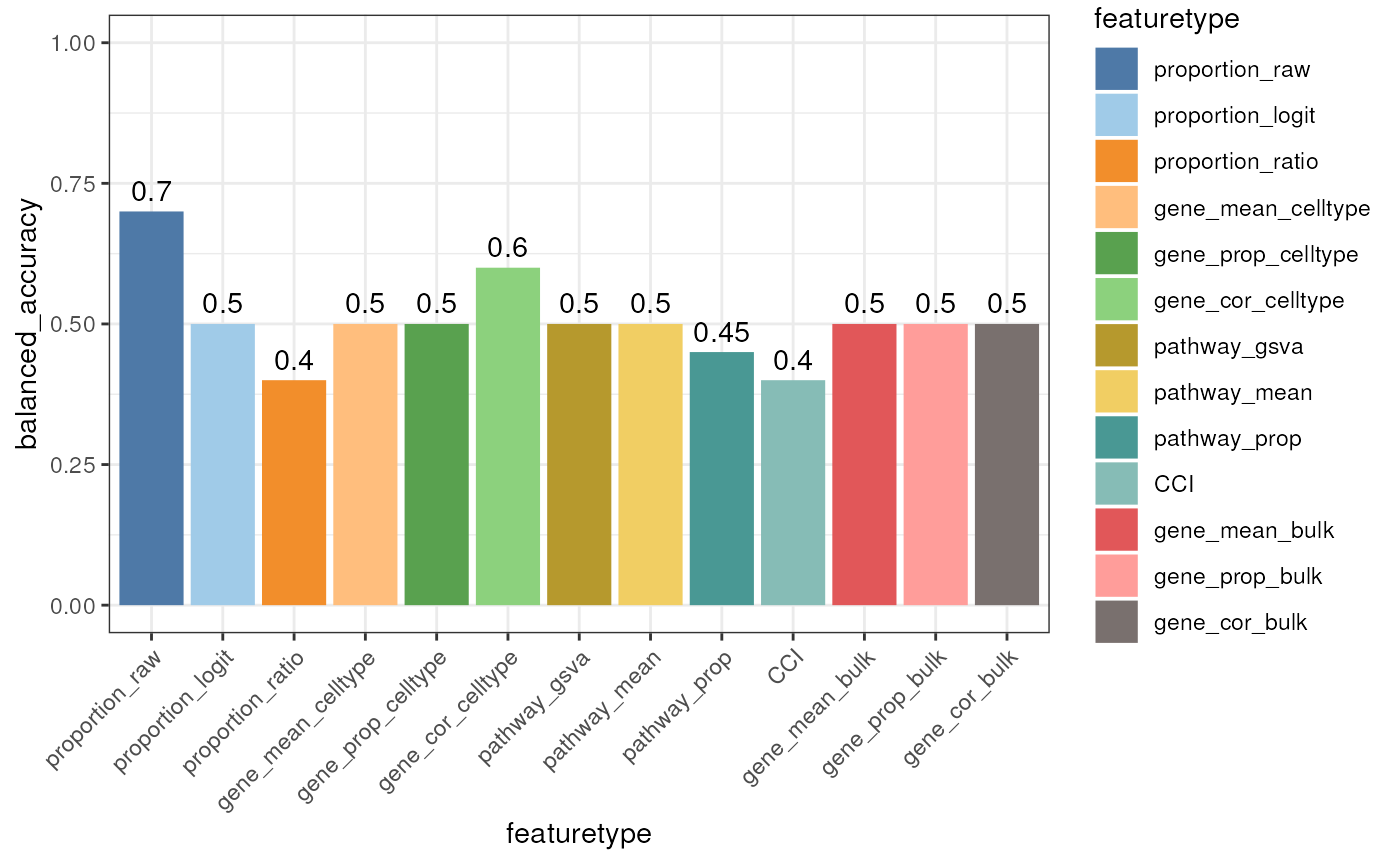 balanced_accuracy
1.00
0.75
0.50
0.25
0.00
0.7
0.5
0.4
0.5
0.5
0.6
0.5
0.5
0.45
0.4
0.5
0.5
0.5
proportion_raw
proportion_logit
proportion_ratio
gene_mean_celltype
gene_prop_celltype
gene_cor_celltype
pathway_gsva
pathway_mean
pathway_prop
CCI
gene_mean_bulk
gene_prop_bulk
gene_cor_bulk
featuretype
featuretype
proportion_raw
proportion_logit
proportion_ratio
gene_mean_celltype
gene_prop_celltype
gene_cor_celltype
pathway_gsva
pathway_mean
pathway_prop
CCI
gene_mean_bulk
gene_prop_bulk
gene_cor_bulk